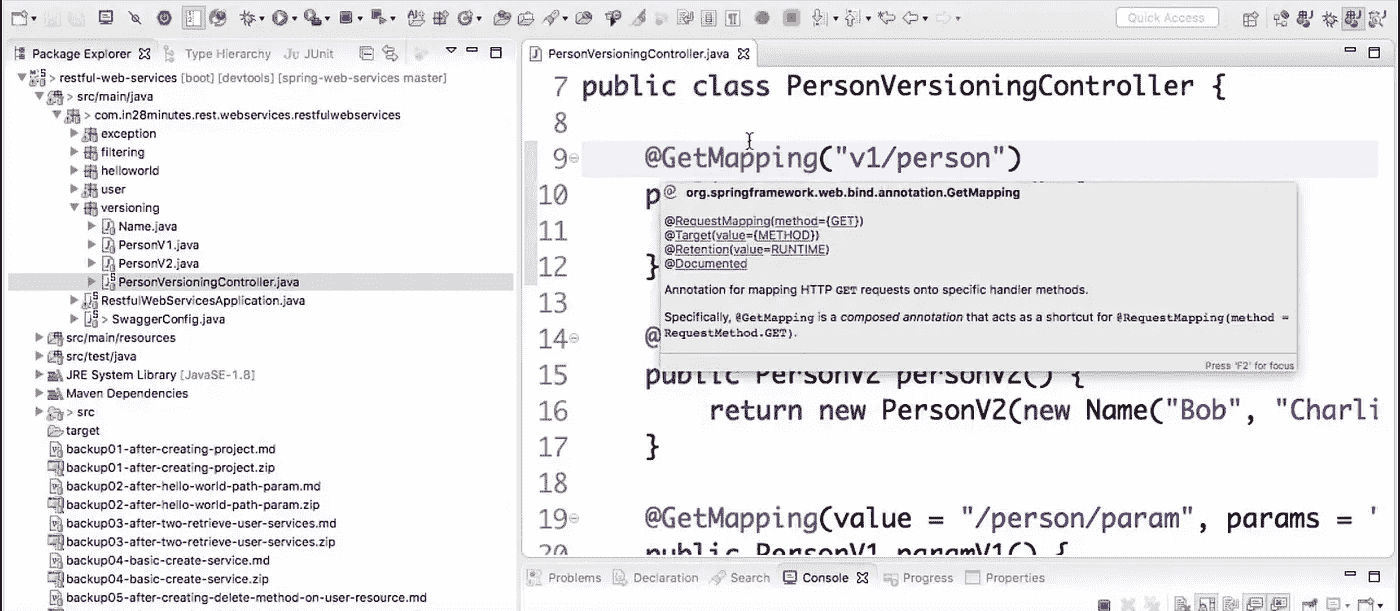 Quick Access
Package Explorer
Type Hierarchy
JUnit
restful-web-services [boot] [devtools] [spring-web-services master]
src/main/java
com.in28minutes.rest.webservices.restfulwebservices
exception
filtering
helloworld
user
versioning
Name.java
PersonV1.java
PersonV2.java
PersonVersioningController.java
RestfulWebServicesApplication.java
SwaggerConfig.java
src/main/resources
src/test/java
JRE System Library [JavaSE-1.8]
Maven Dependencies
src
target
backup01-after-creating-project.md
backup01-after-creating-project.zip
backup02-after-hello-world-path-param.md
backup02-after-hello-world-path-param.zip
backup03-after-two-retrieve-user-services.md
backup03-after-two-retrieve-user-services.zip
backup04-basic-create-service.md
backup04-basic-create-service.zip
backup05-after-creating-delete-method-on-user-resource.md
PersonVersioningController.java
7 public class PersonVersioningController {
8
9 @GetMapping("v1/person")
10 p
@ org.springframework.web.bind.annotation.GetMapping
@RequestMapping(method={GET})
@Target(value={METHOD})
@Retention(value=RUNTIME)
@Documented
Annotation for mapping HTTP GET requests onto specific handler methods.
Specifically, @GetMapping is a composed annotation that acts as a shortcut for @RequestMapping(method =
RequestMethod.GET).
Press 'F2' for focus
11
12 }
13
14 @
15 public PersonV2 personV2() {
16 return new PersonV2(new Name("Bob", "Charli
17 }
18
19 @GetMapping(value = "/person/param", params = "
20 public PersonV1 paramV1() {
Problems
Declaration
Search
Console
Progress
Properties